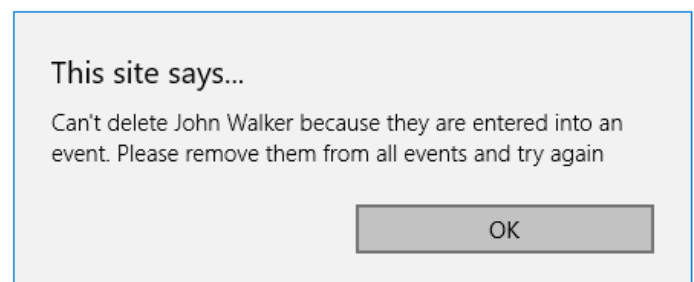 This site says...
Can't delete John Walker because they are entered into an
event. Please remove them from all events and try again
OK